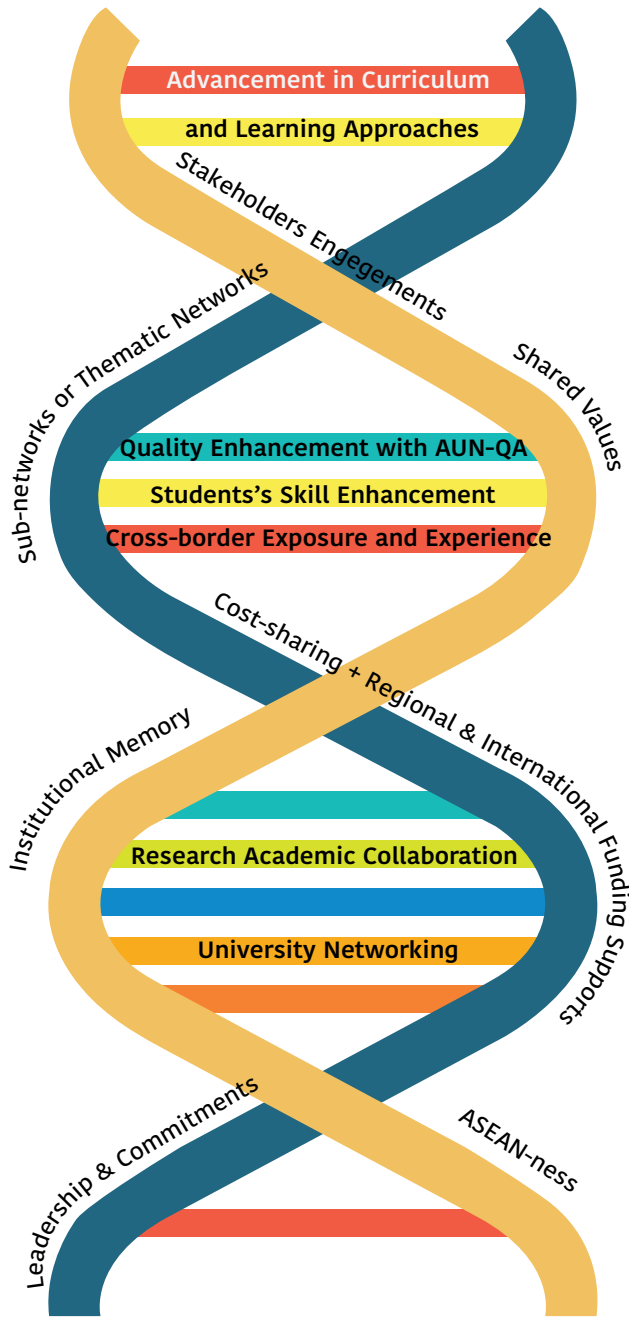 Advancement in Curriculum
and Learning Approaches
Stakeholders Engegements
Sub-networks or Thematic Networks
Shared Values
Quality Enhancement with AUN-QA
Students's Skill Enhancement
Cross-border Exposure and Experience
Cost-sharing + Regional & International Funding Supports
Institutional Memory
Research Academic Collaboration
University Networking
Leadership & Commitments
ASEAN-ness